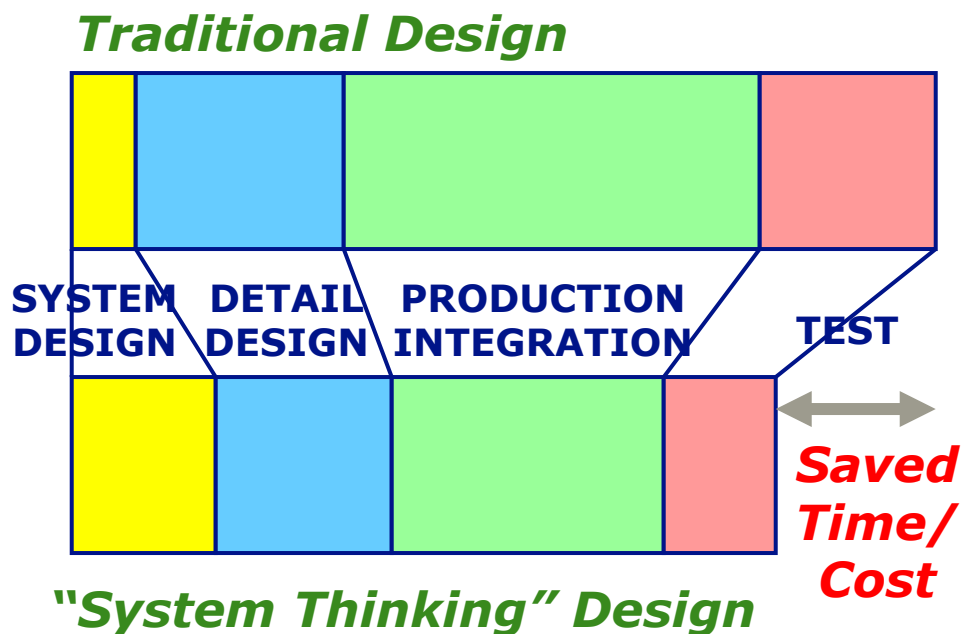 Traditional Design
SYSTEM
DESIGN
DETAIL
DESIGN
PRODUCTION
INTEGRATION
TEST
Saved
Time/
Cost
“System Thinking” Design